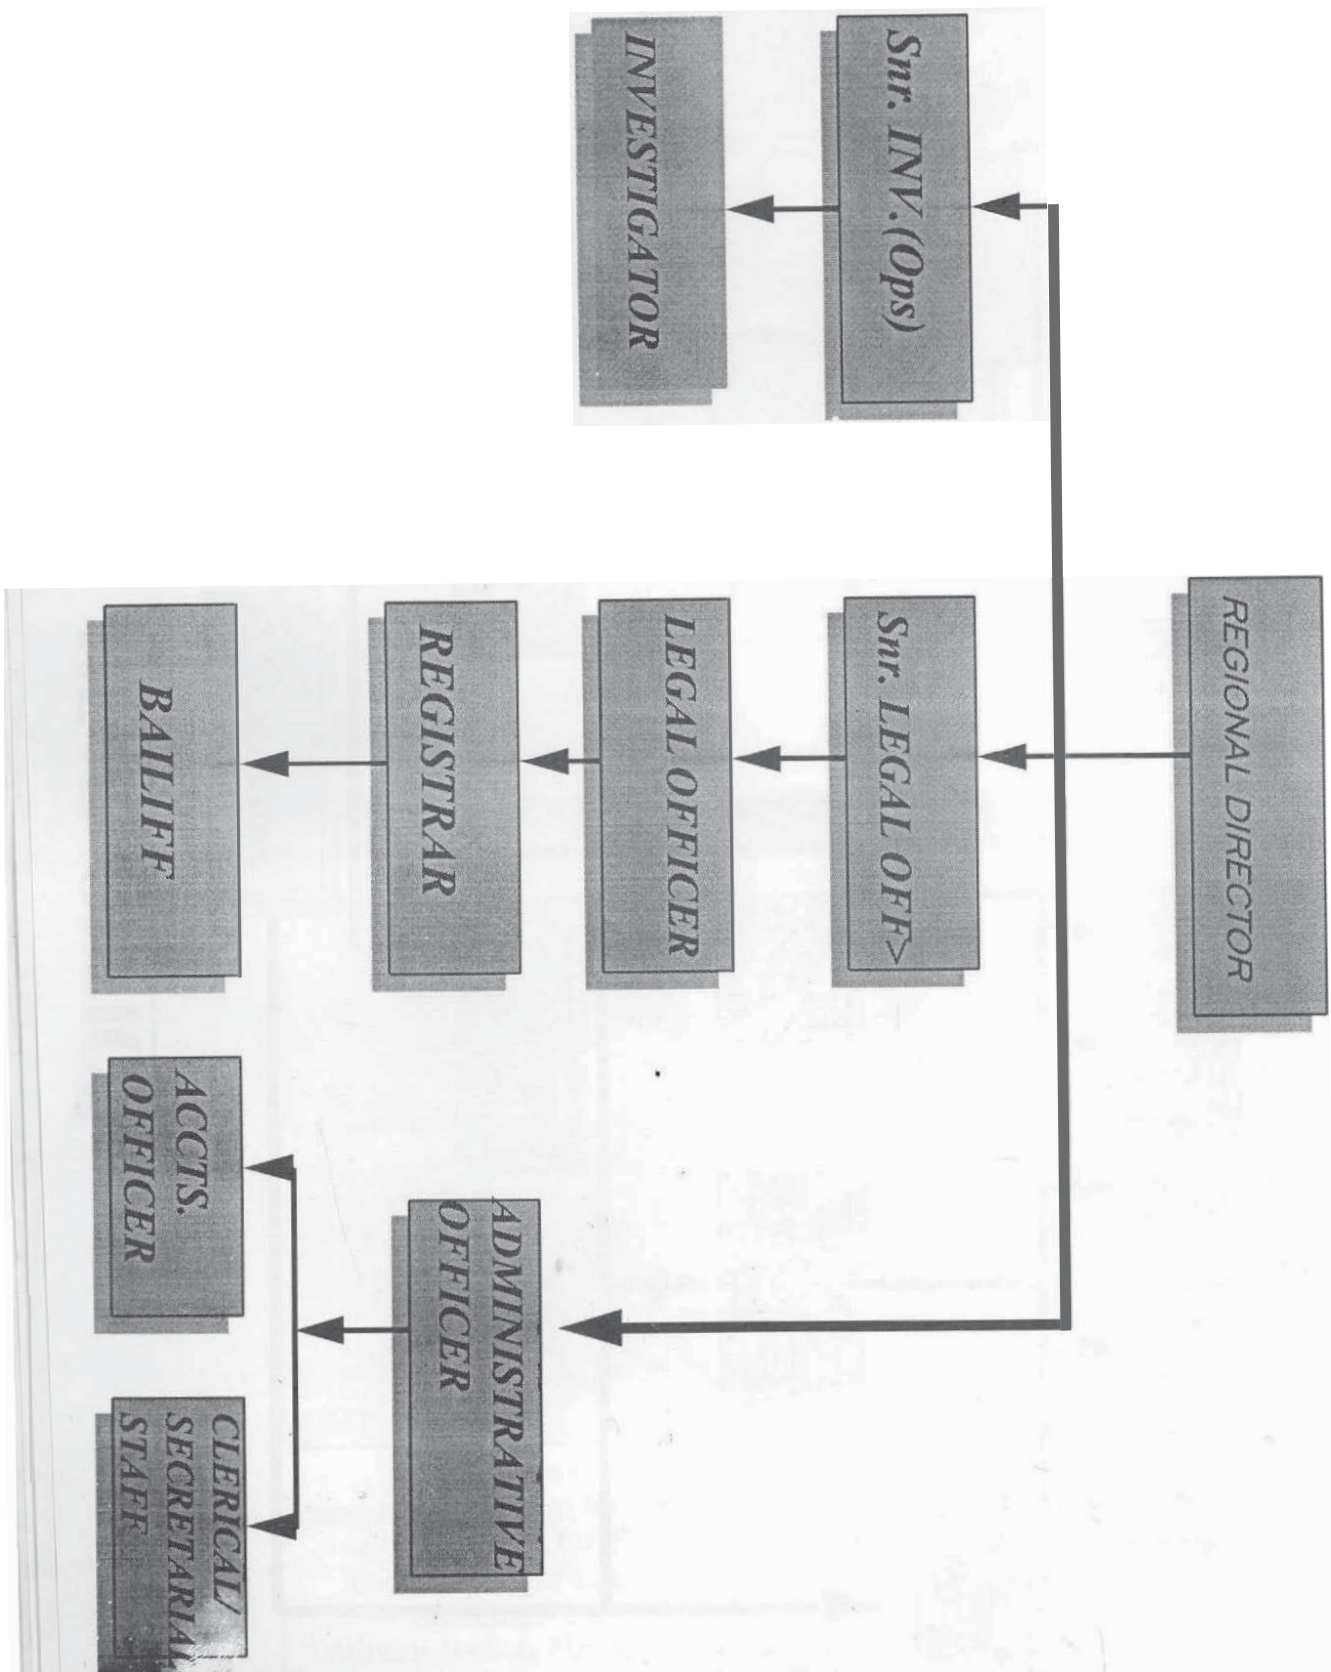 REGIONAL DIRECTOR
Snr. INV.(Ops)
Snr. LEGAL OFF>
INVESTIGATOR
LEGAL OFFICER
REGISTRAR
BAILIFF
ADMINISTRATIVE
OFFICER
ACCTS.
OFFICER
CLERICAL/
SECRETARIA
STAFF